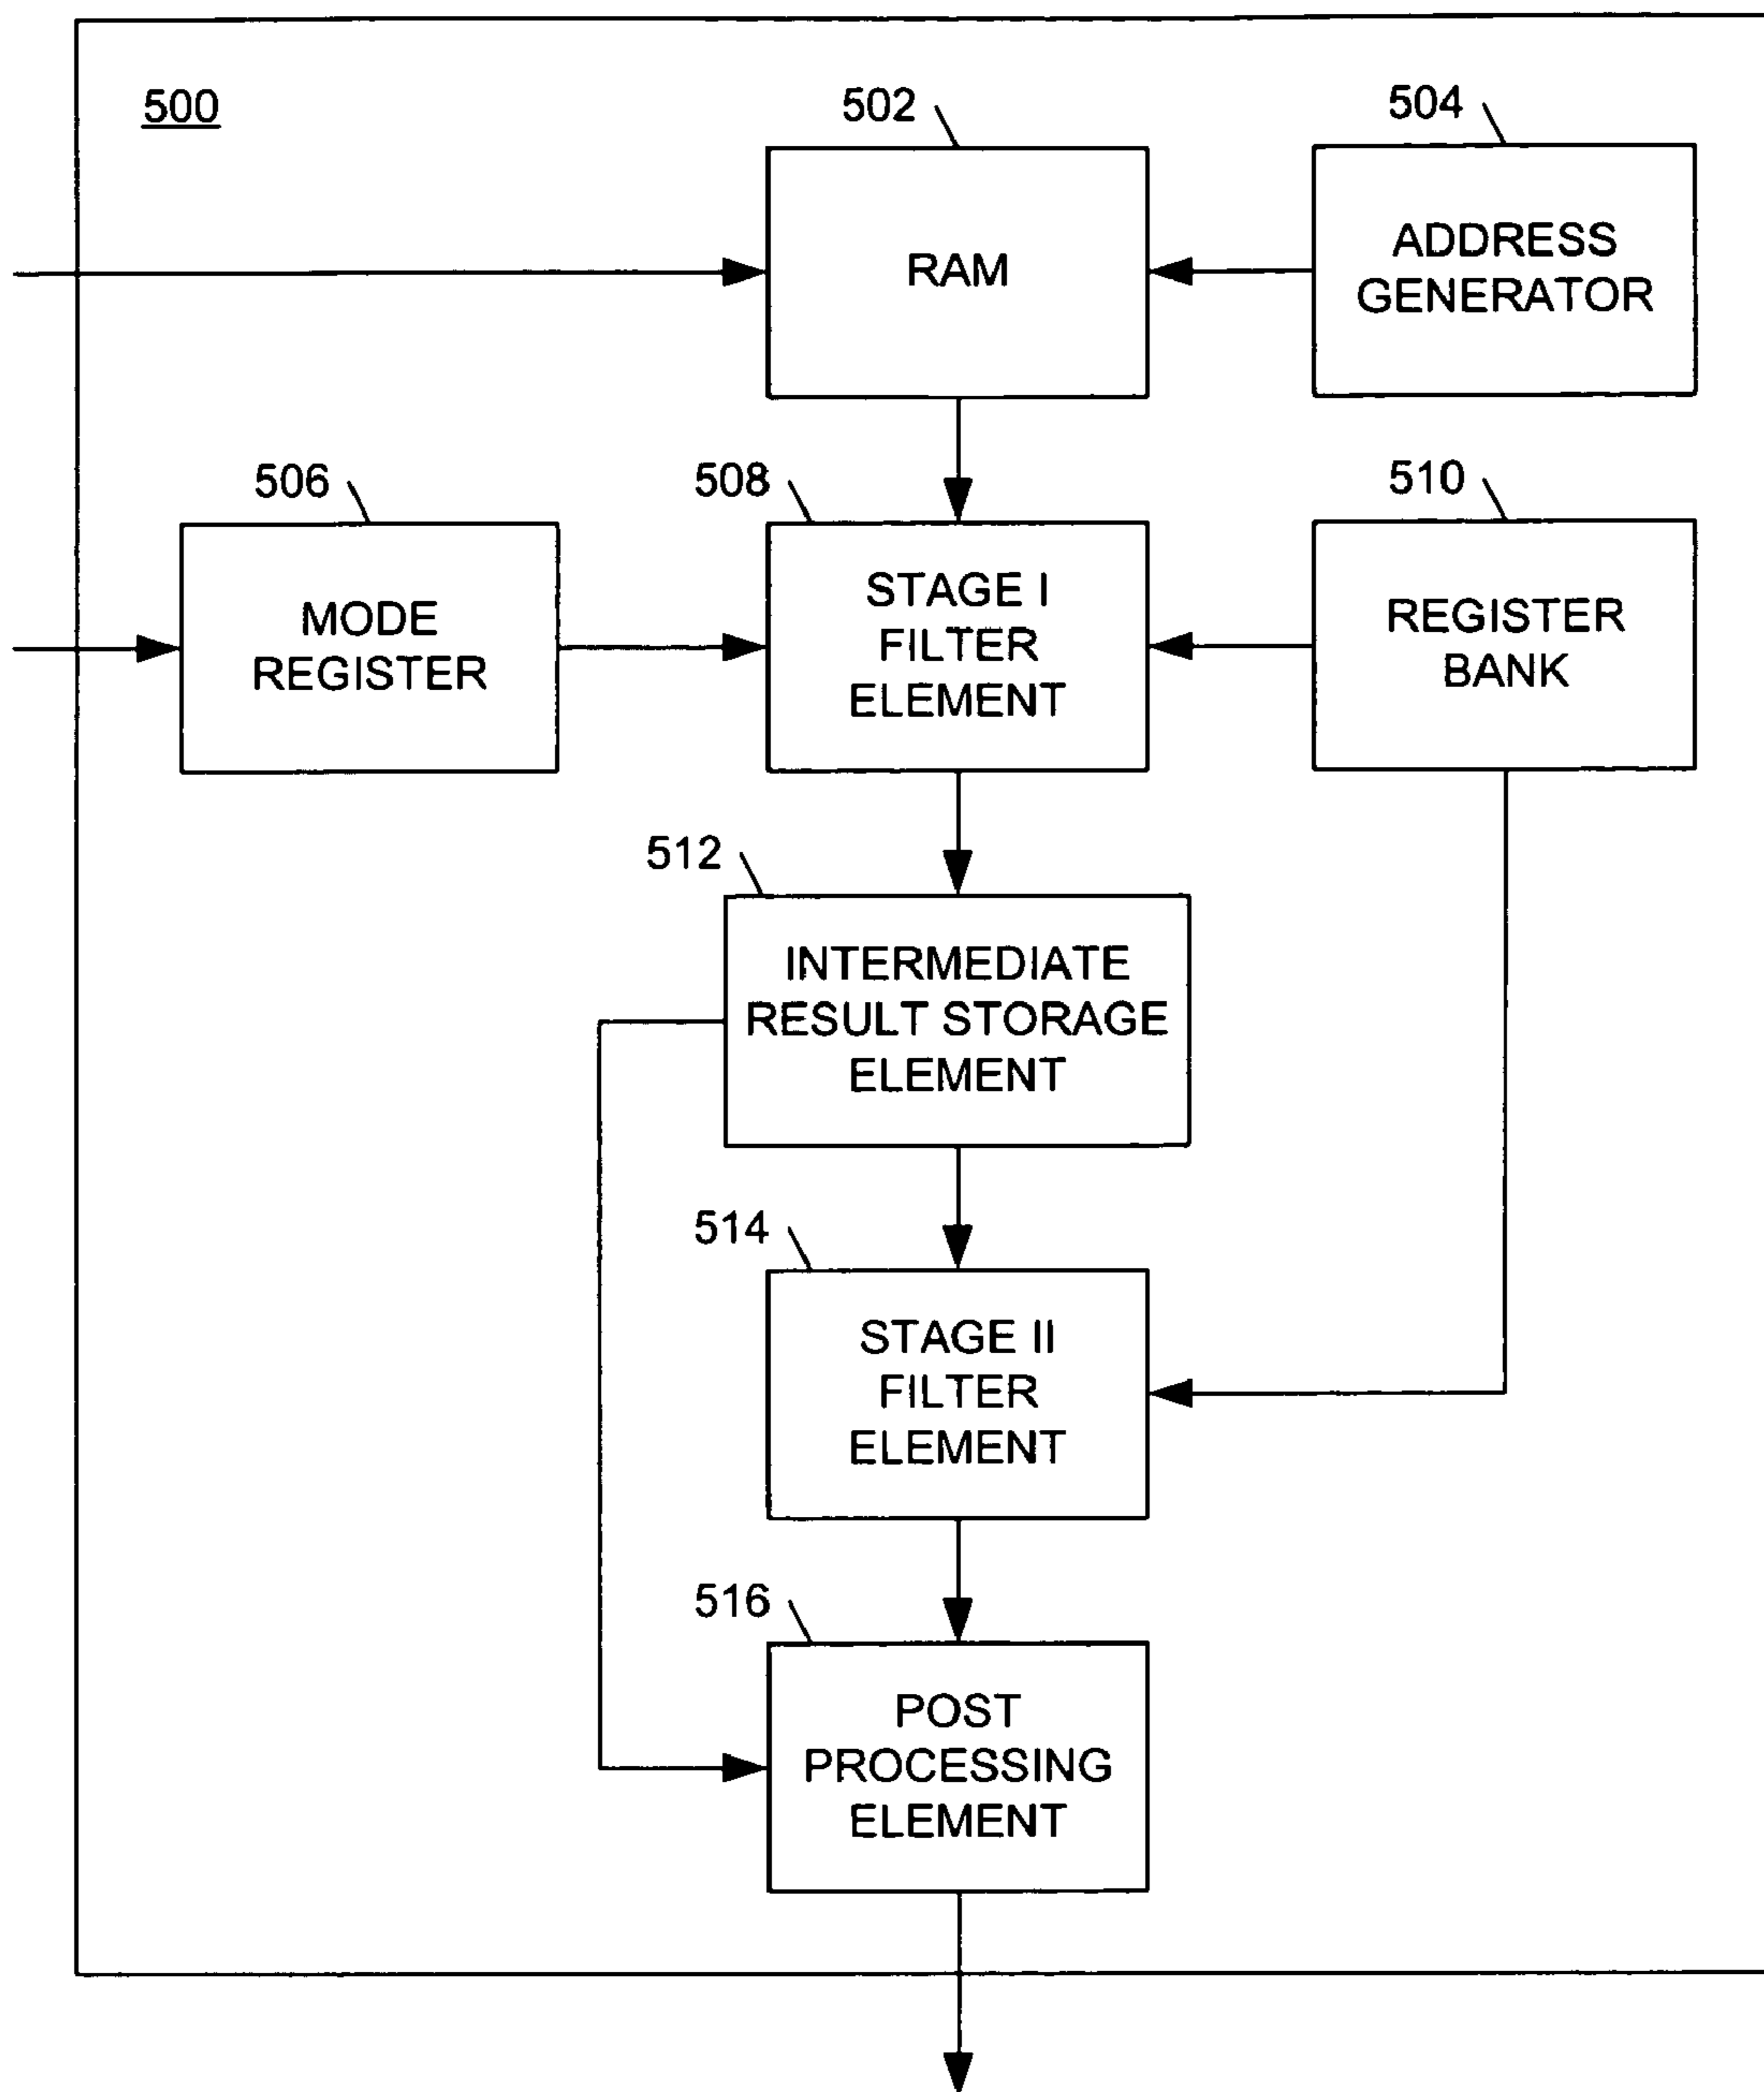 500
502
504
RAM
ADDRESS
GENERATOR
506
508
510
MODE
REGISTER
STAGE I
FILTER
ELEMENT
REGISTER
BANK
512
INTERMEDIATE
RESULT STORAGE
ELEMENT
514
STAGE II
FILTER
ELEMENT
516
POST
PROCESSING
ELEMENT